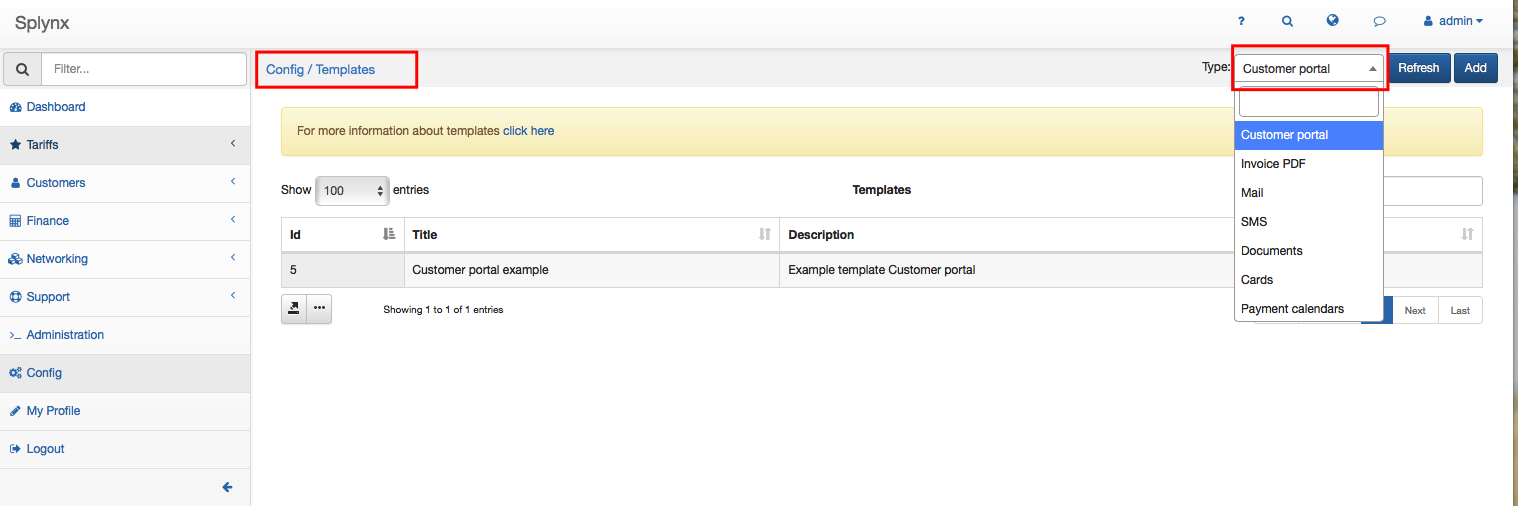 Splynx
?
admin
Filter...
Config / Templates
Type: Customer portal
Refresh
Add
Dashboard
Tariffs
Customers
Finance
Networking
Support
Administration
Config
My Profile
Logout
For more information about templates click here
Customer portal
Invoice PDF
Mail
SMS
Documents
Cards
Payment calendars
Show 100 entries
Templates
Id
Title
Description
5
Customer portal example
Example template Customer portal
Showing 1 to 1 of 1 entries
Next
Last